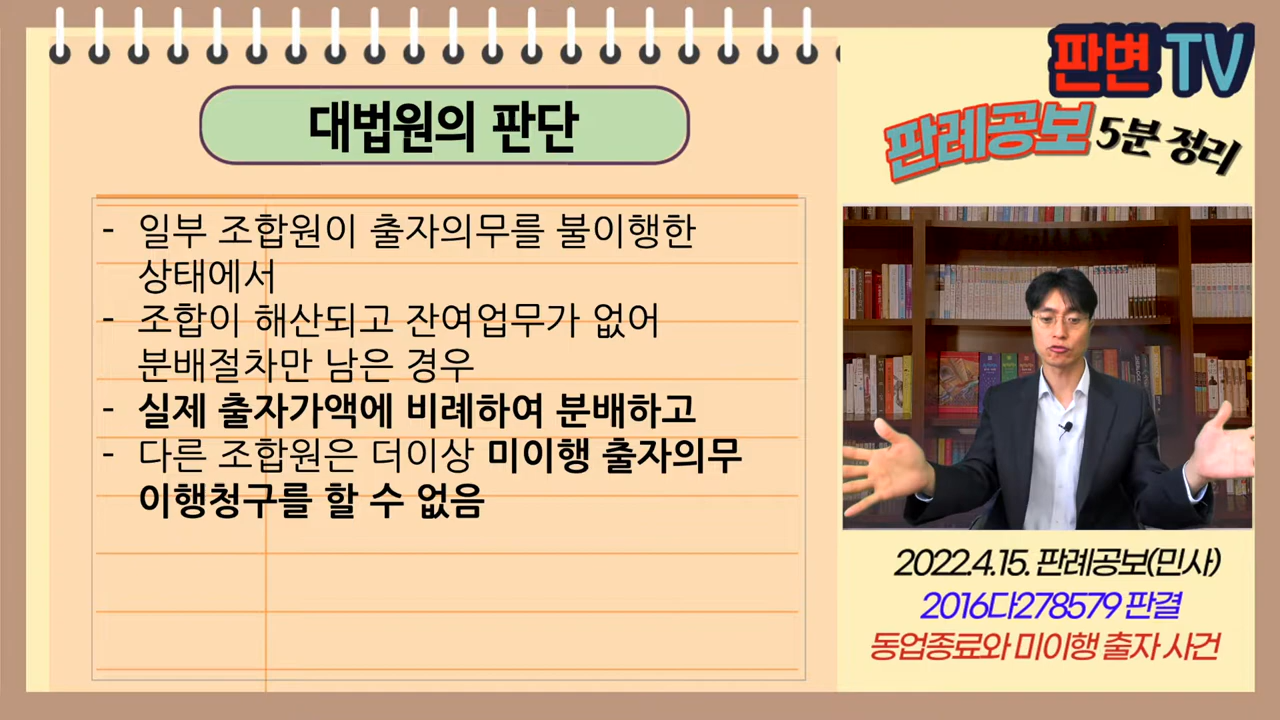 대법원의 판단
- 일부 조합원이 출자의무를 불이행한
상태에서
- 조합이 해산되고 잔여업무가 없어
분배절차만 남은 경우
- 실제 출자가액에 비례하여 분배하고
- 다른 조합원은 더이상 미이행 출자의무
이행청구를 할 수 없음
판변 TV
판례공보 5분 정리
2022.4.15. 판례공보(민사)
2016다278579 판결
동업종료와 미이행 출자 사건